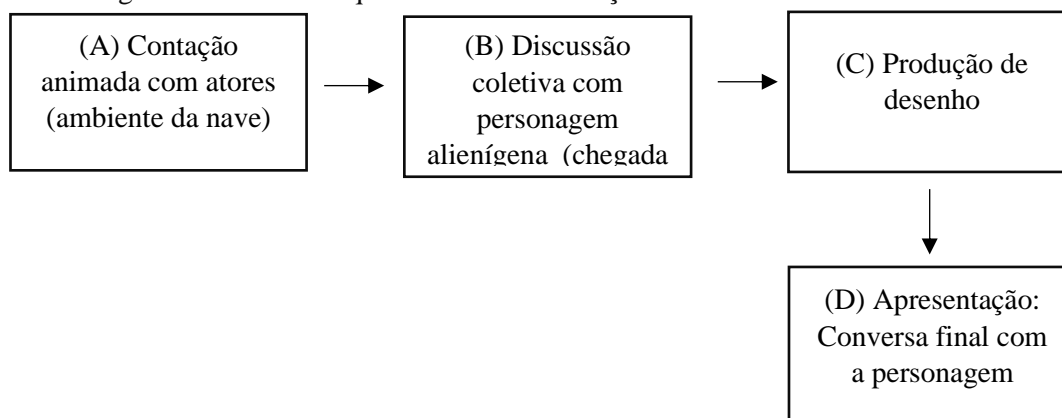 (A) Contação
animada com atores
(ambiente da nave)
(B) Discussão
coletiva com
personagem
alienígena (chegada
(C) Produção de
desenho
(D) Apresentação:
Conversa final com
a personagem